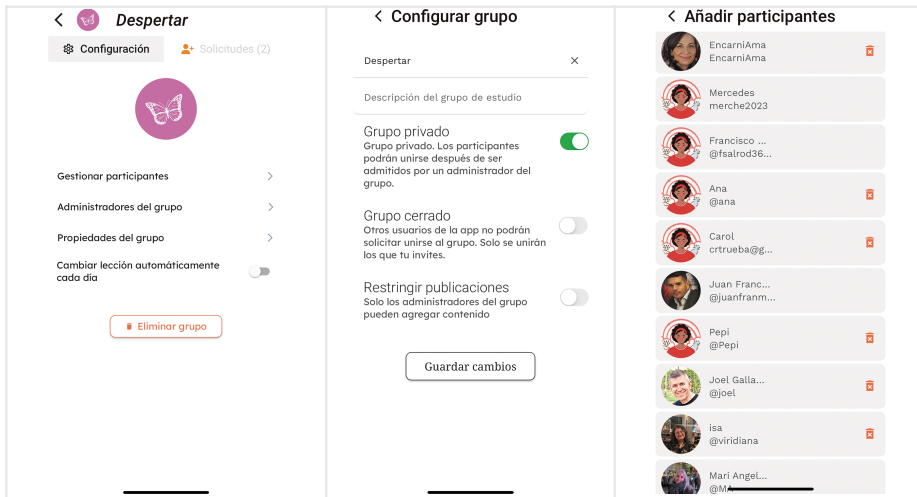 Despertar
Configuración
Solicitudes (2)
Gestionar participantes
Administradores del grupo
Propiedades del grupo
Cambiar lección automáticamente
cada día
Eliminar grupo
Configurar grupo
Despertar
Descripción del grupo de estudio
Grupo privado
Grupo privado. Los participantes
podrán unirse después de ser
admitidos por un administrador del
grupo.
Grupo cerrado
Otros usuarios de la app no podrán
solicitar unirse al grupo. Solo se unirán
los que tu invites.
Restringir publicaciones
Solo los administradores del grupo
pueden agregar contenido
Guardar cambios
Añadir participantes
EncarniAma
EncarniAma
Mercedes
merche2023
Francisco ...
@fsalrod36...
Ana
@ana
Carol
crtrueba@g...
Juan Franc...
@juanfranm...
Pepi
@Pepi
Joel Galla...
@joel
isa
@viridiana
Mari Angel...